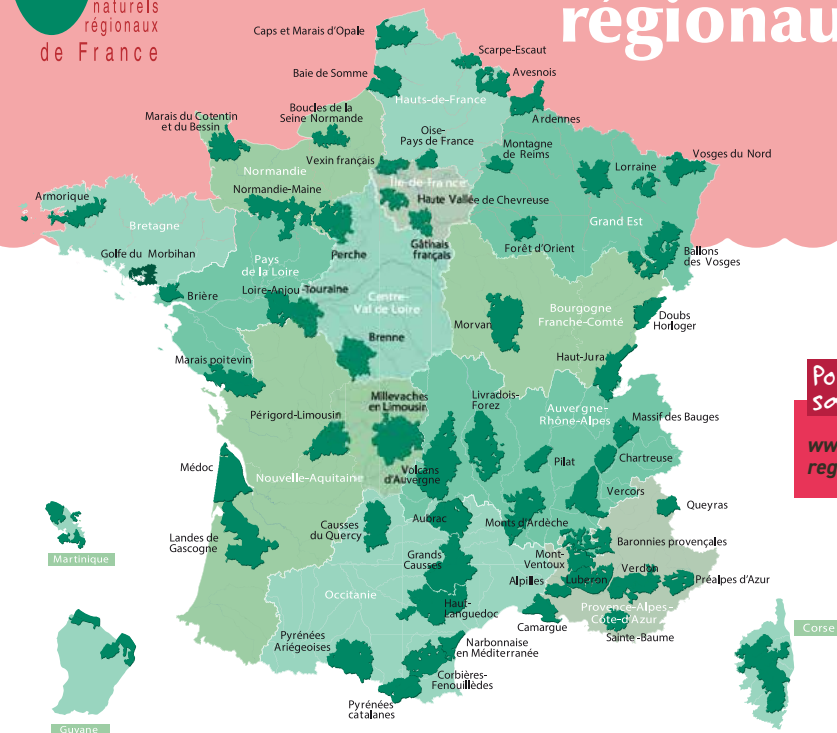 naturels
régionaux
de France
régionau
Caps et Marais d'Opale
Scarpe-Escaut
Baie de Somme
Avesnois
Hauts-de-France
Marais du Cotentin
et du Bessin
Boucles de la
Seine Normande
Ardennes
Oise-
Pays de France
Montagne
de Reims
Vexin français
Lorraine
Vosges du Nord
Normandie
Île-de-France
Normandie-Maine
Haute Vallée de Chevreuse
Armorique
Bretagne
Grand Est
Golfe du Morbihan
Perche
Gâtinais
français
Forêt d'Orient
Ballons
des Vosges
Pays
de la Loire
Brière
Loire-Anjou-Touraine
Centre-
Val de Loire
Bourgogne
Franche-Comté
Morvan
Doubs
Horloger
Brenne
Haut-Jura
Marais poitevin
Millevaches
en Limousin
Livradois-
Forez
Auvergne-
Rhône-Alpes
Massif des Bauges
Périgord-Limousin
Po
so
www
reg
Médoc
Nouvelle-Aquitaine
Volcans
d'Auvergne
Pilat
Chartreuse
Vercors
Queyras
Landes de
Gascogne
Causses
du Quercy
Aubrac
Monts d'Ardèche
Baronnies provençales
Martinique
Grands
Causses
Mont-
Ventoux
Verdon
Alpilles
Luberon
Préalpes d'Azur
Occitanie
Haut-
Languedoc
Provence-Alpes-
Côte-d'Azur
Camargue
Sainte-Baume
Corse
Pyrénées
Ariégeoises
Narbonnaise
en Méditerranée
Corbières-
Fenouillèdes
Pyrénées
catalanes
Guyane